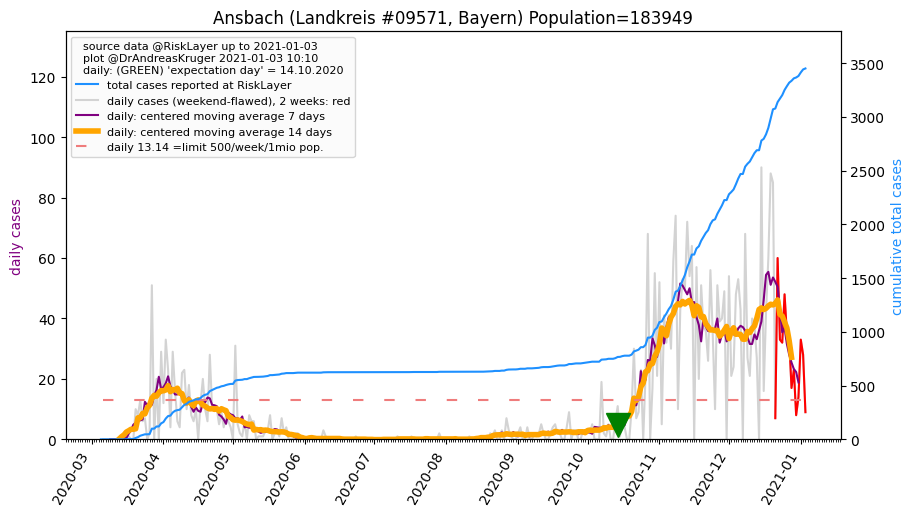 Ansbach (Landkreis #09571, Bayern) Population=183949
source data @RiskLayer up to 2021-01-03
plot @DrAndreasKruger 2021-01-03 10:10
daily: (GREEN) 'expectation day' = 14.10.2020
total cases reported at RiskLayer
daily cases (weekend-flawed), 2 weeks: red
daily: centered moving average 7 days
daily: centered moving average 14 days
daily 13.14 =limit 500/week/1mio pop.
daily cases
0
20
40
60
80
100
120
cumulative total cases
0
500
1000
1500
2000
2500
3000
3500
2020-03
2020-04
2020-05
2020-06
2020-07
2020-08
2020-09
2020-10
2020-11
2020-12
2021-01